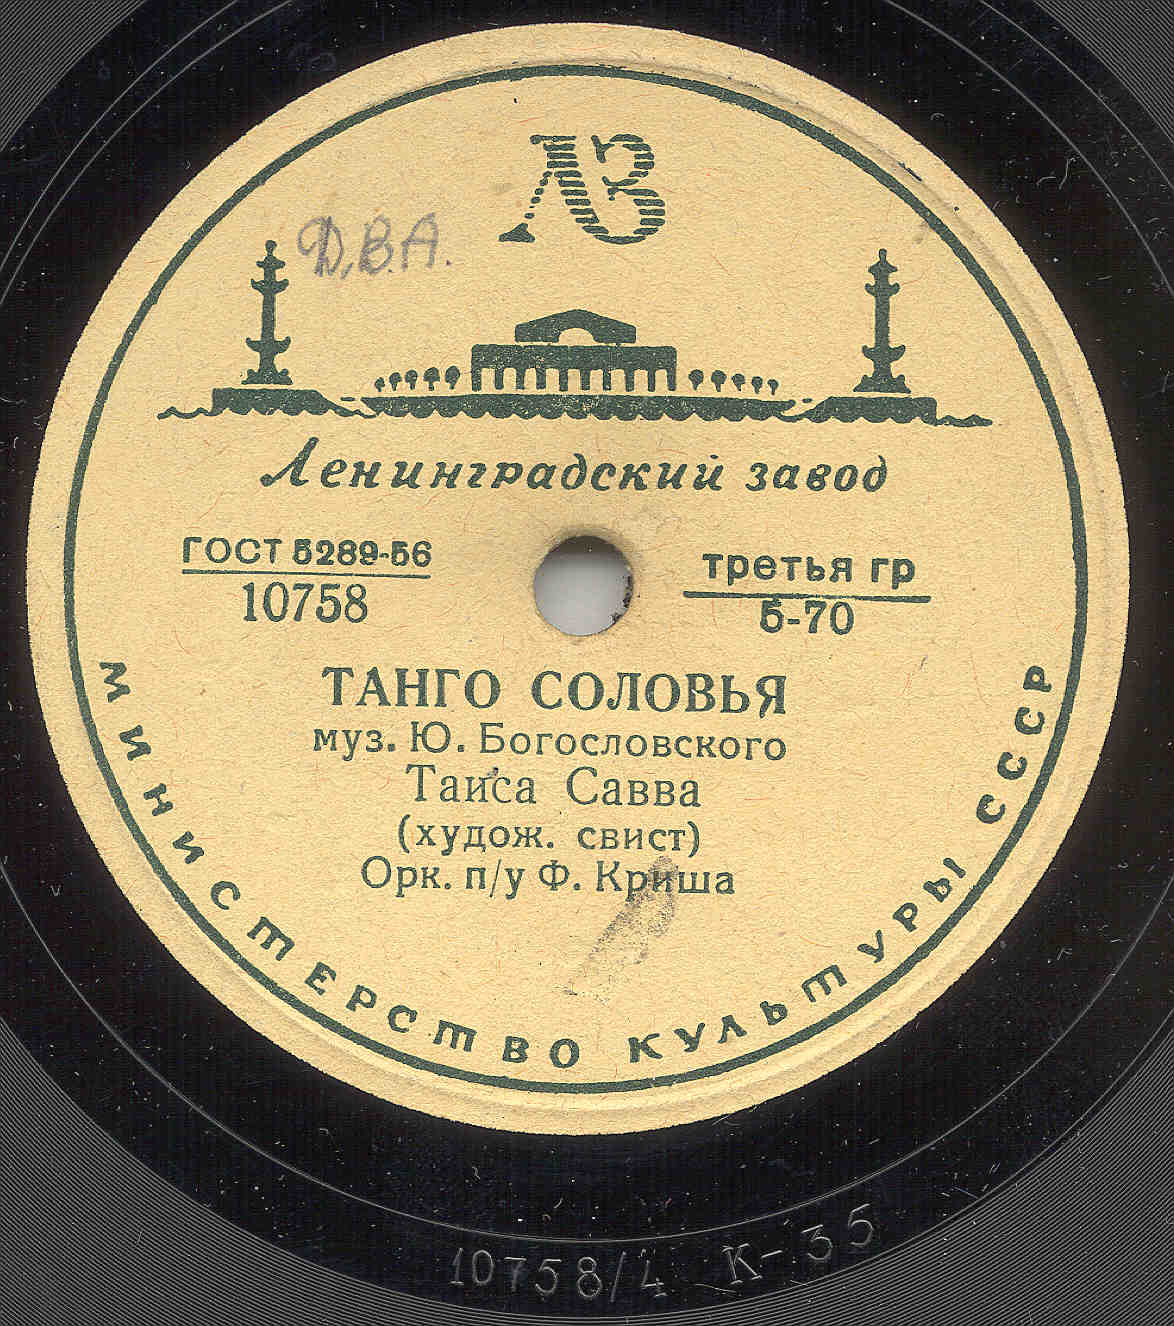 ЛЗ
Д.В.А.
Ленинградский завод
ГОСТ 5289-56
10758
третья гр
5-70
ТАНГО СОЛОВЬЯ
муз. Ю. Богословского
Таиса Савва
(худож. свист)
Орк. п/у Ф. Криша
МИНИСТЕРСТВО КУЛЬТУРЫ СССР
10758/4 К-35